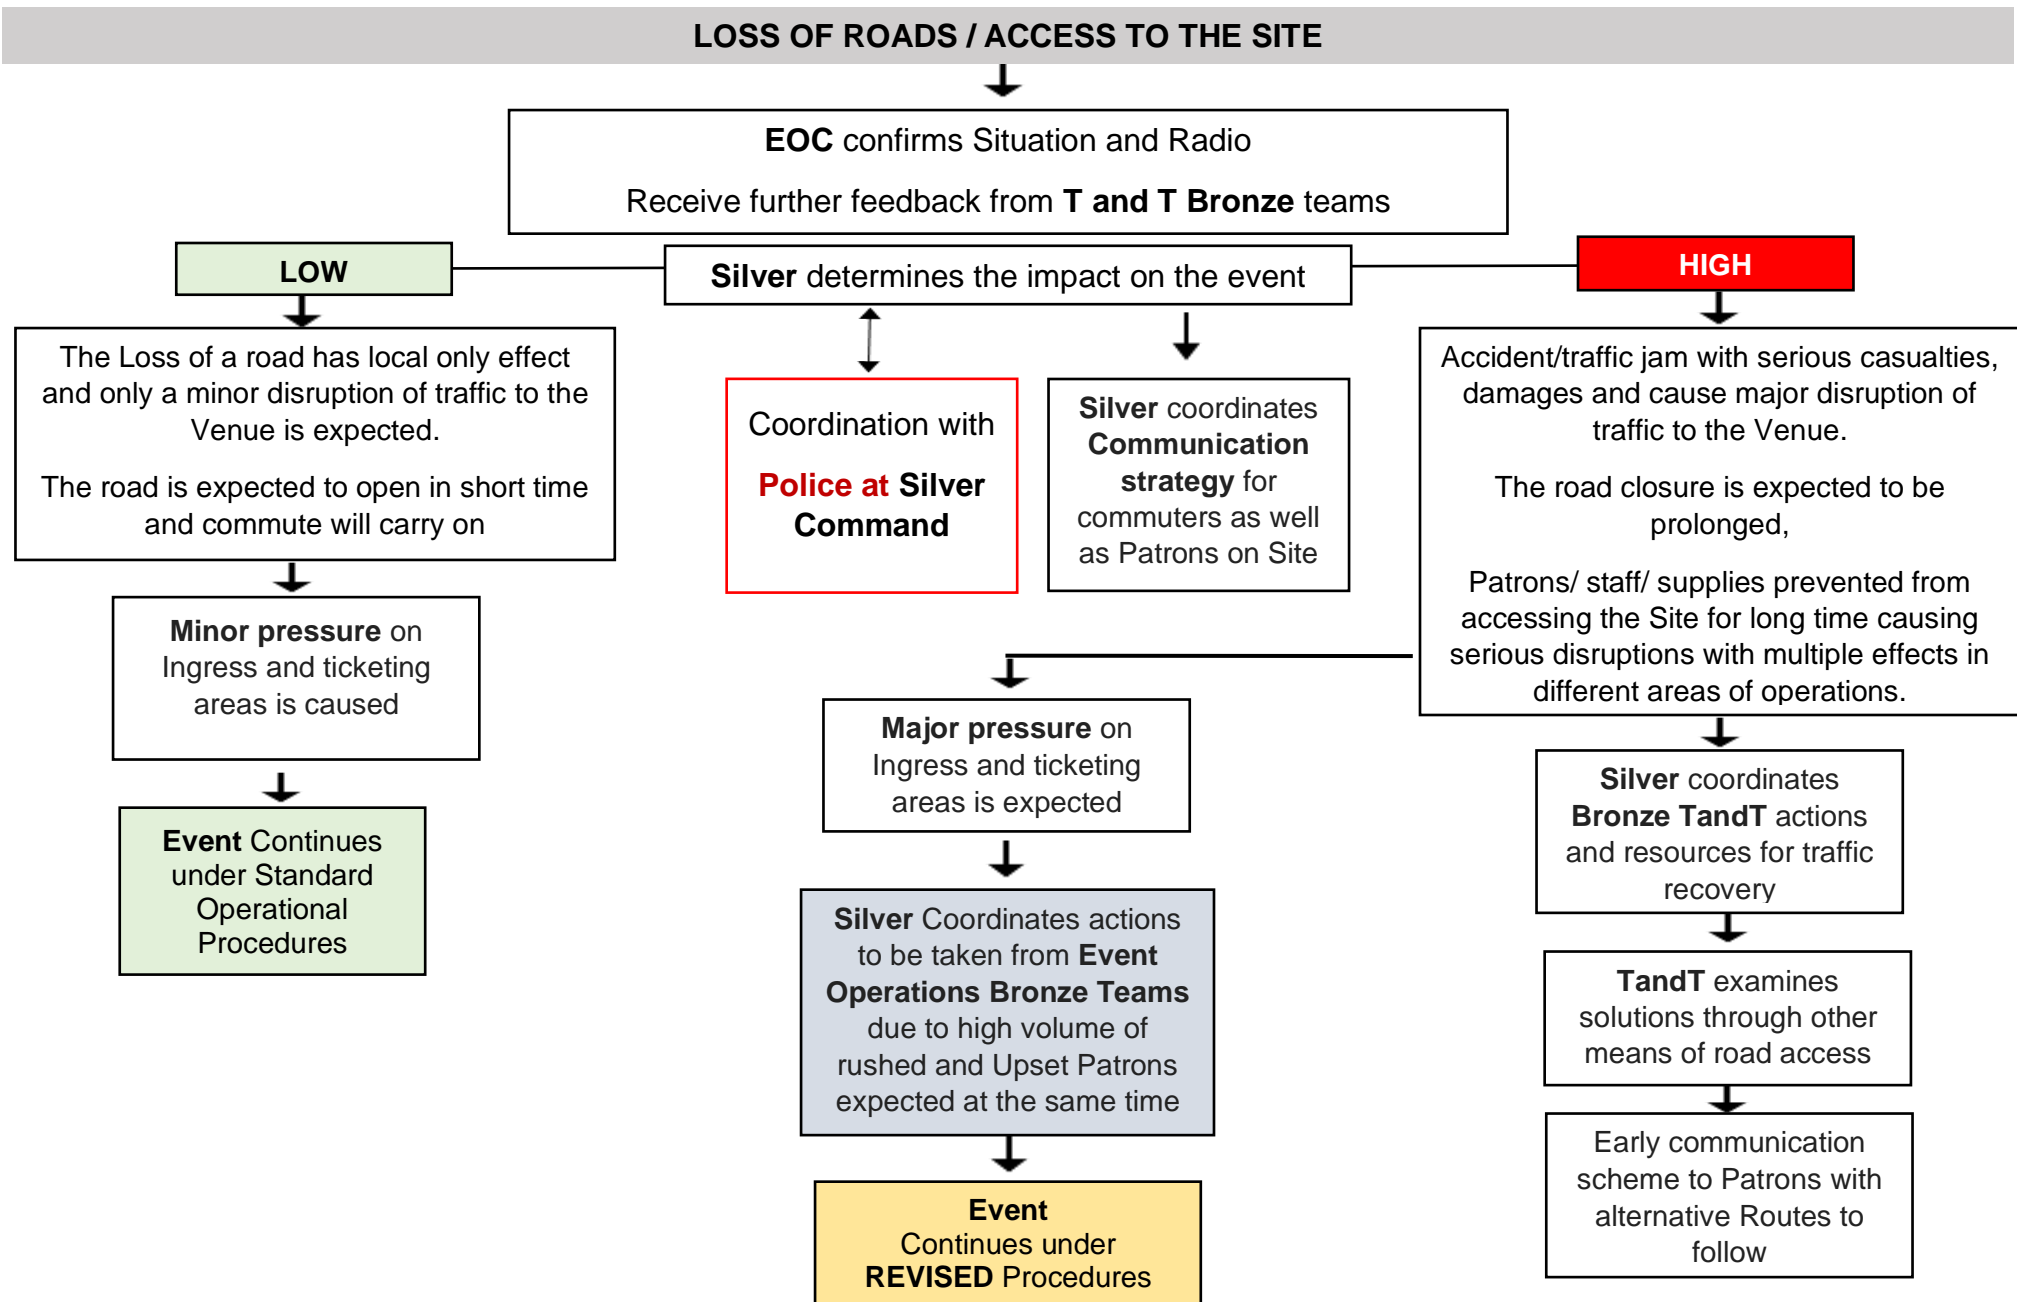 LOSS OF ROADS / ACCESS TO THE SITE
EOC confirms Situation and Radio
Receive further feedback from T and T Bronze teams
LOW
Silver determines the impact on the event
HIGH
The Loss of a road has local only effect
and only a minor disruption of traffic to the
Venue is expected.
The road is expected to open in short time
and commute will carry on
Coordination with
Police at Silver
Command
Silver coordinates
Communication
strategy for
commuters as well
as Patrons on Site
Accident/traffic jam with serious casualties,
damages and cause major disruption of
traffic to the Venue.
The road closure is expected to be
prolonged,
Patrons/ staff/ supplies prevented from
accessing the Site for long time causing
serious disruptions with multiple effects in
different areas of operations.
Minor pressure on
Ingress and ticketing
areas is caused
Major pressure on
Ingress and ticketing
areas is expected
Silver coordinates
Bronze TandT actions
and resources for traffic
recovery
Event Continues
under Standard
Operational
Procedures
Silver Coordinates actions
to be taken from Event
Operations Bronze Teams
due to high volume of
rushed and Upset Patrons
expected at the same time
TandT examines
solutions through other
means of road access
Early communication
scheme to Patrons with
alternative Routes to
follow
Event
Continues under
REVISED Procedures